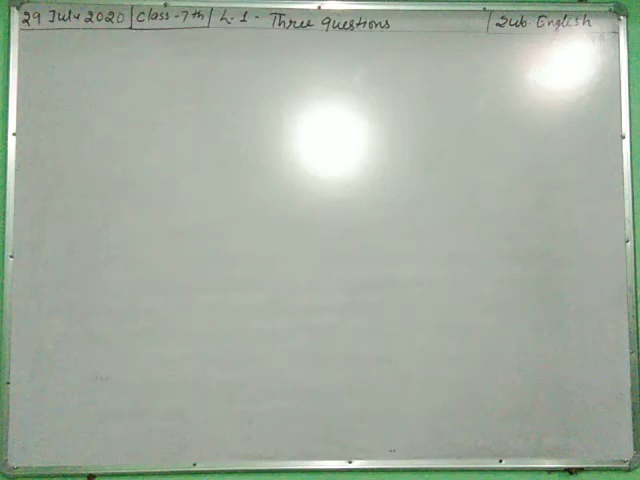 29 July 2020 | Class - 7th | L. 1 - Three questions | Sub. English